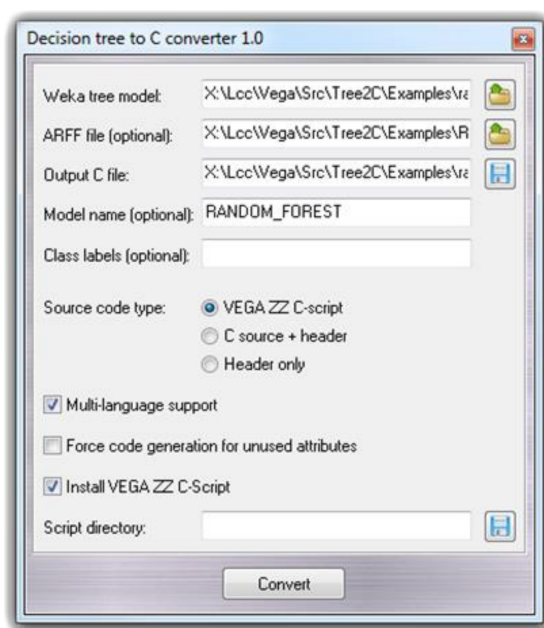 Decision tree to C converter 1.0
Weka tree model: X:\Lcc\Vega\Src\Tree2C\Examples\ra
ARFF file (optional): X:\Lcc\Vega\Src\Tree2C\Examples\R
Output C file: X:\Lcc\Vega\Src\Tree2C\Examples\ra
Model name (optional): RANDOM_FOREST
Class labels (optional):
Source code type: VEGA ZZ C-script
C source + header
Header only
Multi-language support
Force code generation for unused attributes
Install VEGA ZZ C-Script
Script directory:
Convert